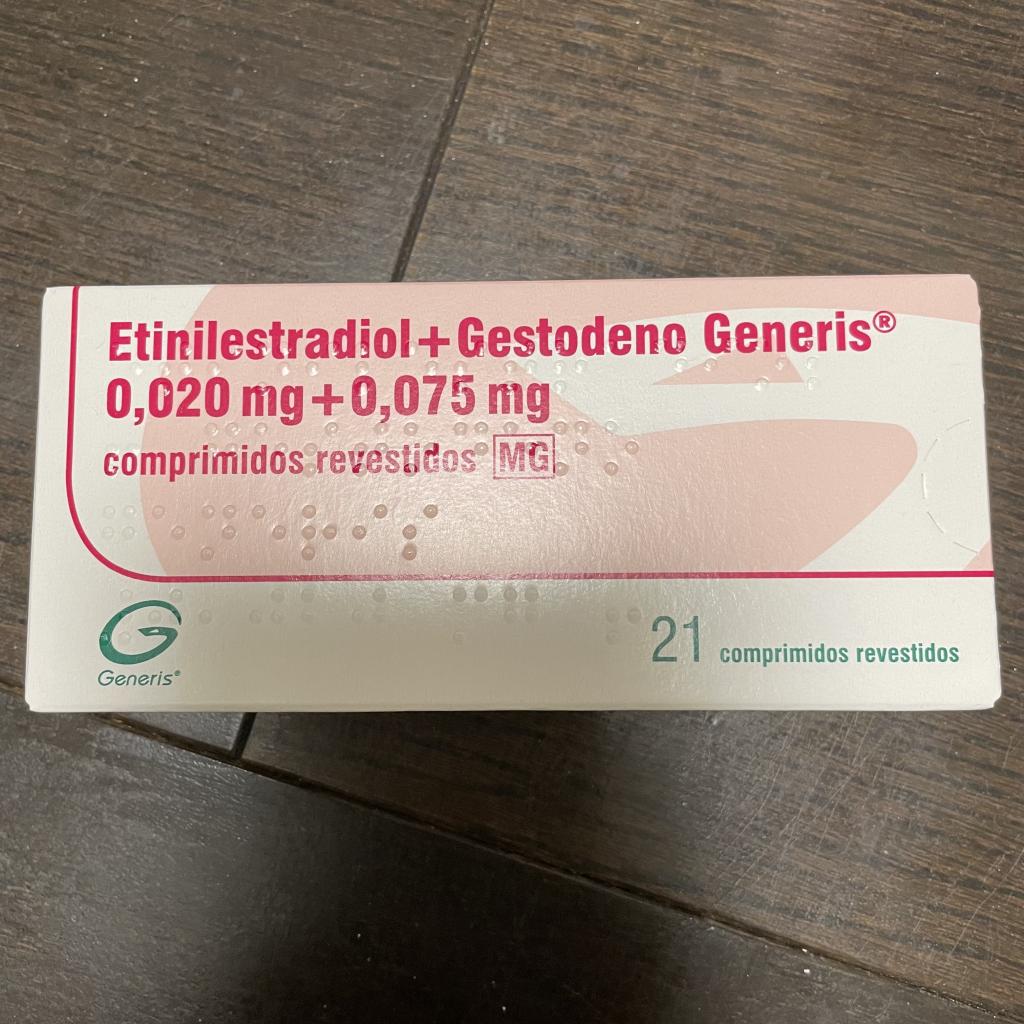 Etinilestradiol+Gestodeno Generis®
0,020 mg+0,075 mg
comprimidos revestidos MG
Generis®
21 comprimidos revestidos